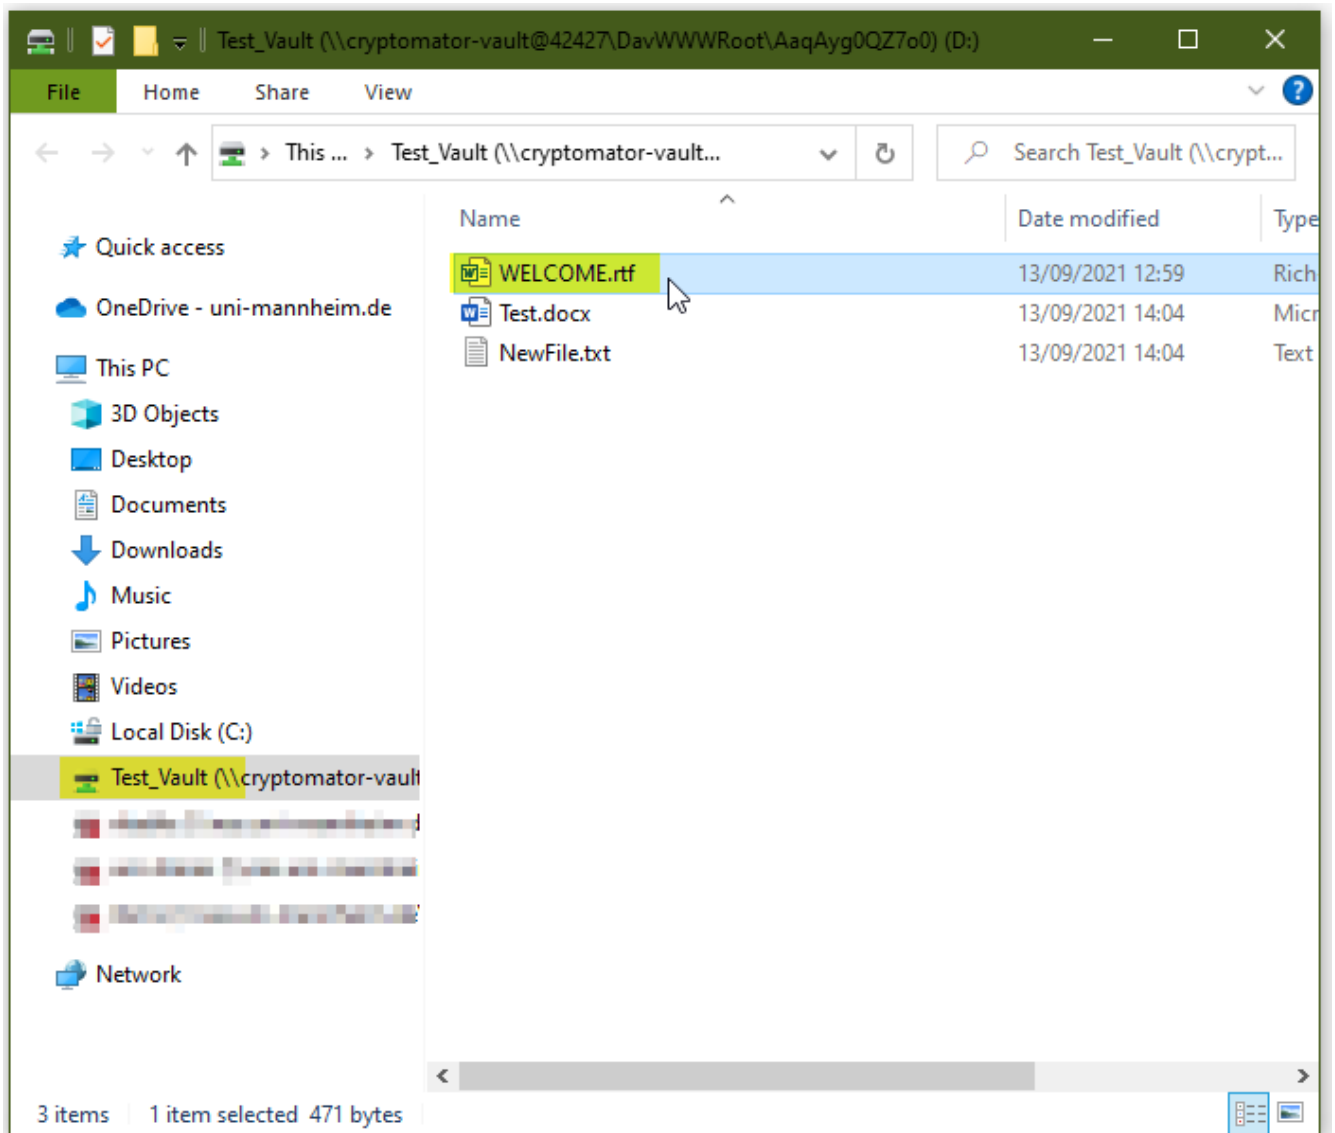 Test_Vault (\\cryptomator-vault@42427\DavWWWRoot\AaqAyg0QZ7o0) (D:)
File Home Share View
This ... Test_Vault (\\cryptomator-vault... Search Test_Vault (\\crypt...
Name Date modified Type
Quick access
OneDrive - uni-mannheim.de
This PC
3D Objects
Desktop
Documents
Downloads
Music
Pictures
Videos
Local Disk (C:)
Test_Vault (\\cryptomator-vault
Network
WELCOME.rtf 13/09/2021 12:59 Rich
Test.docx 13/09/2021 14:04 Micr
NewFile.txt 13/09/2021 14:04 Text
3 items 1 item selected 471 bytes